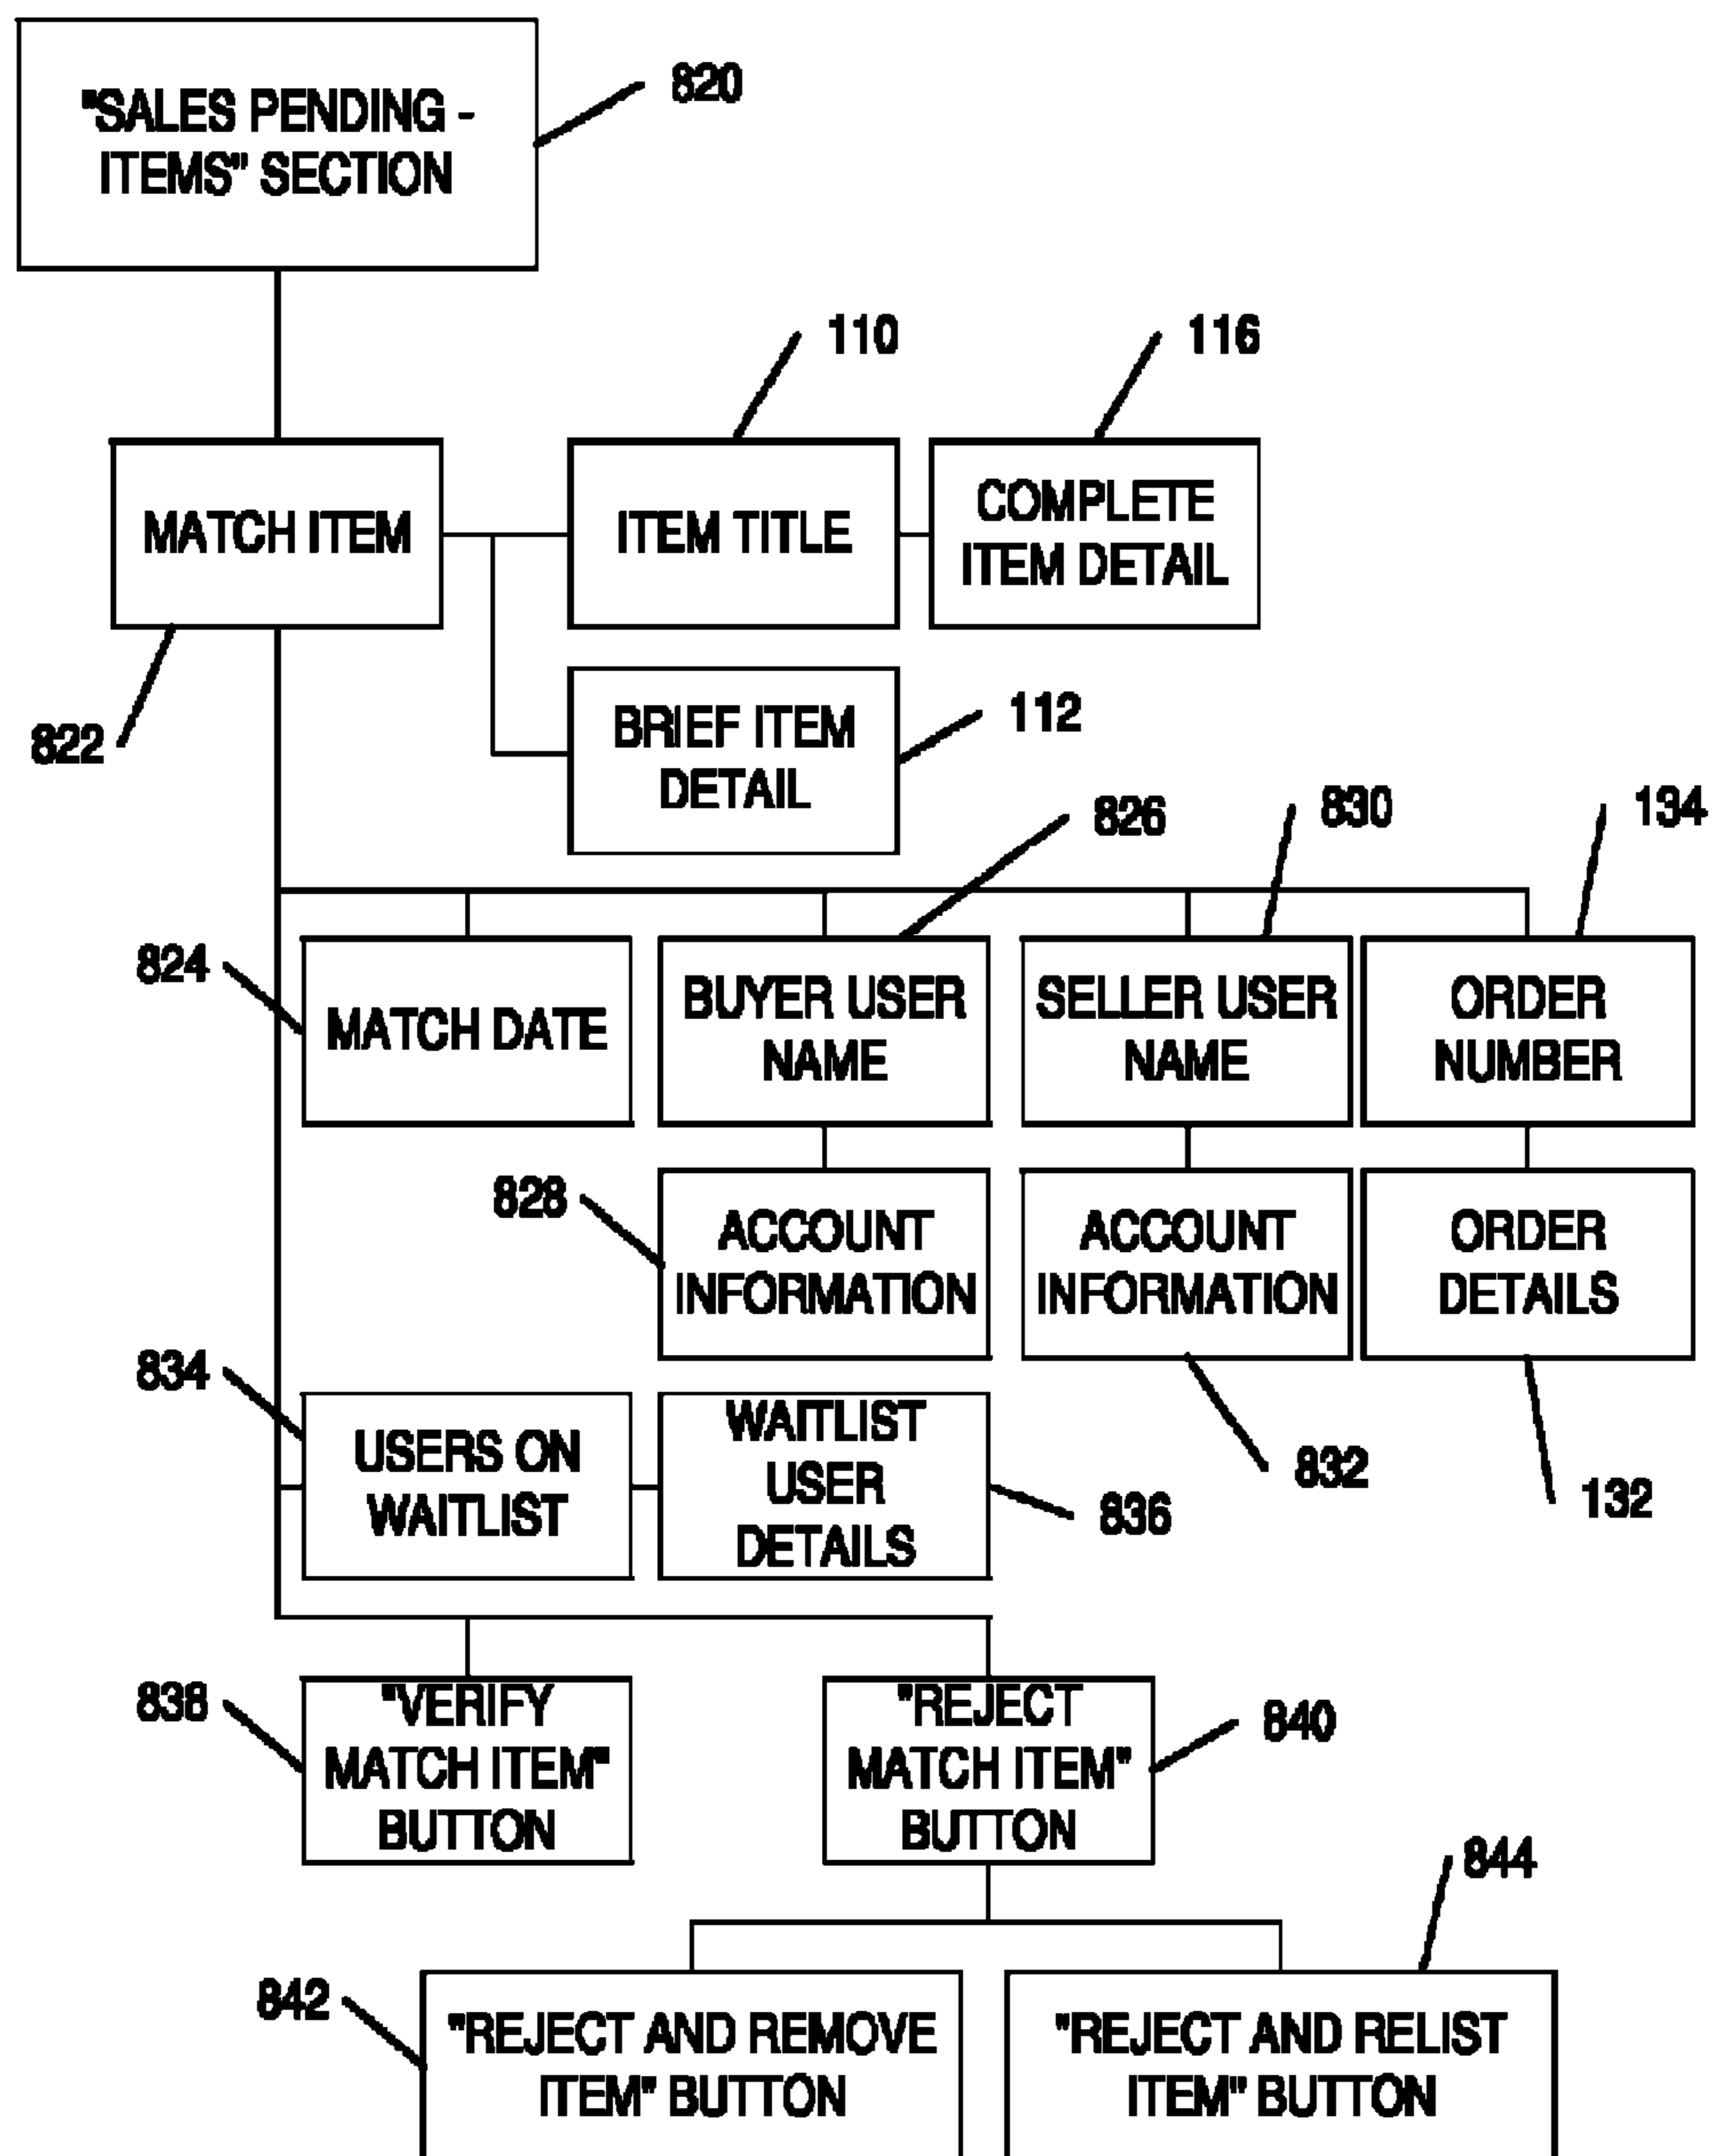 "SALES PENDING -
ITEMS" SECTION
820
110
116
MATCH ITEM
ITEM TITLE
COMPLETE
ITEM DETAIL
822
BRIEF ITEM
DETAIL
112
826
830
134
824
MATCH DATE
BUYER USER
NAME
SELLER USER
NAME
ORDER
NUMBER
828
ACCOUNT
INFORMATION
ACCOUNT
INFORMATION
ORDER
DETAILS
834
USERS ON
WAITLIST
WAITLIST
USER
DETAILS
836
832
132
838
"VERIFY
MATCH ITEM"
BUTTON
"REJECT
MATCH ITEM"
BUTTON
840
844
842
"REJECT AND REMOVE
ITEM" BUTTON
"REJECT AND RELIST
ITEM" BUTTON